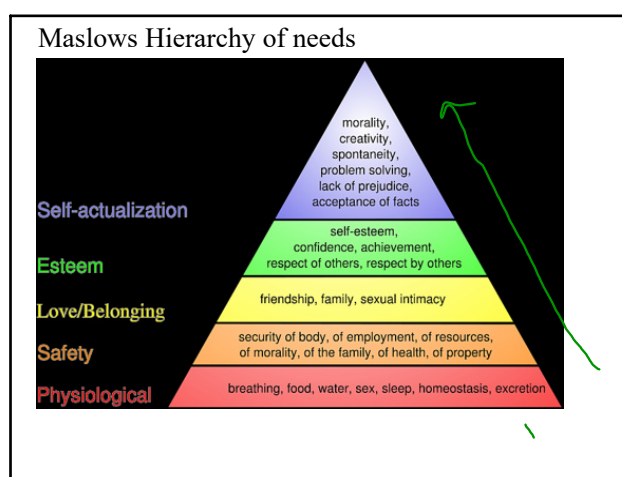 Maslows Hierarchy of needs
morality,
creativity,
spontaneity,
problem solving,
lack of prejudice,
acceptance of facts
Self-actualization
self-esteem,
confidence, achievement,
respect of others, respect by others
Esteem
friendship, family, sexual intimacy
Love/Belonging
security of body, of employment, of resources,
of morality, of the family, of health, of property
Safety
breathing, food, water, sex, sleep, homeostasis, excretion
Physiological